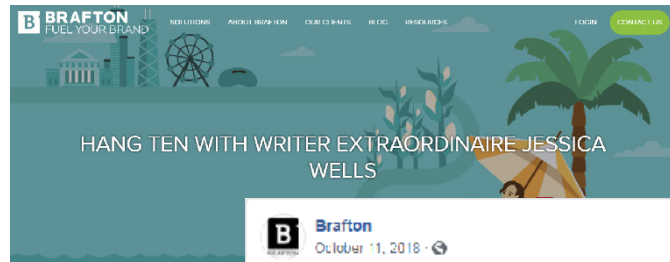 BRAFTON
FUEL YOUR BRAND
SOLUTIONS ABOUT BRAFTON OUR CLIENTS BLOG RESOURCES LOGIN CONTACT US
HANG TEN WITH WRITER EXTRAORDINAIRE JESSICA
WELLS
Brafton
October 11, 2018 ·